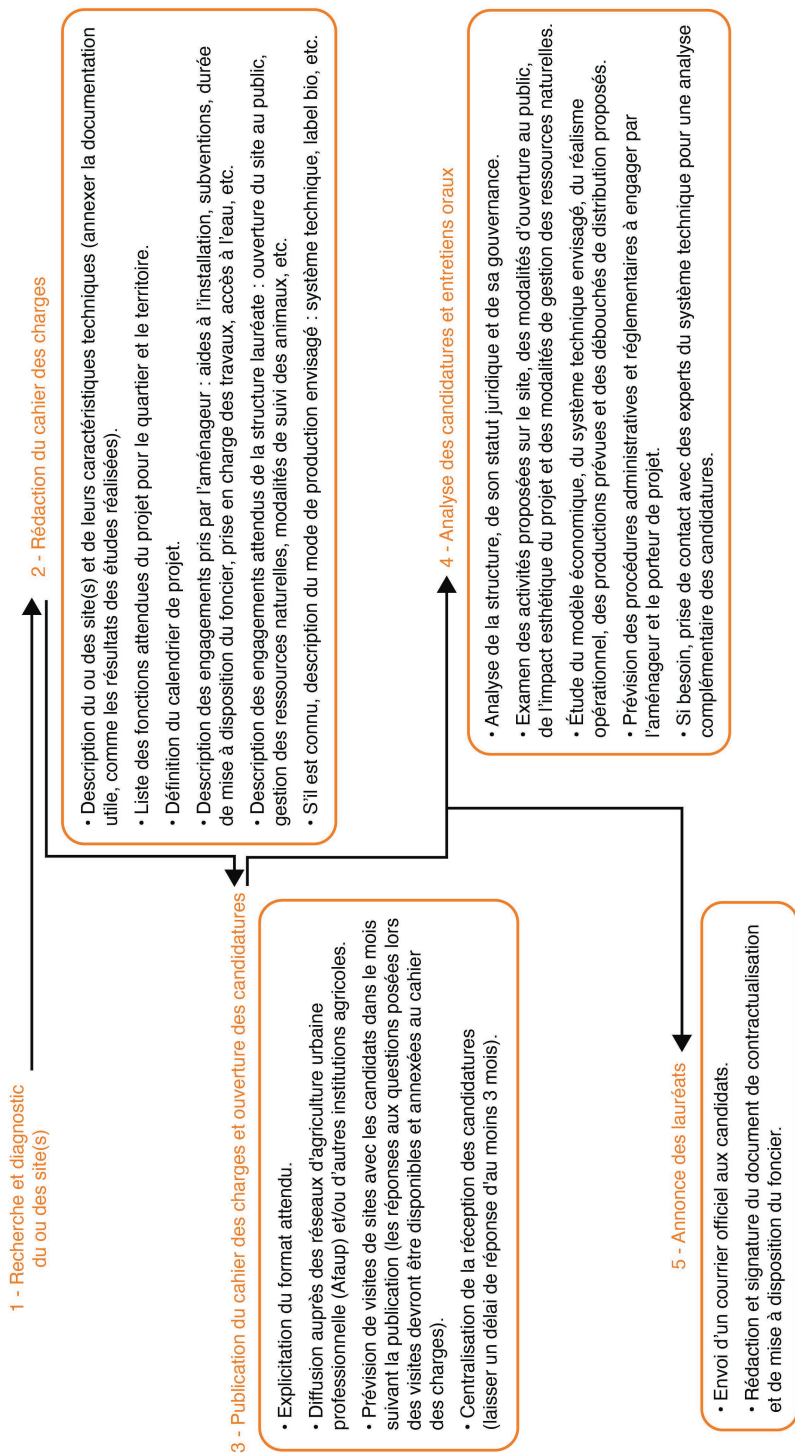 1 - Recherche et diagnostic
du ou des site(s)
2 - Rédaction du cahier des charges
• Description du ou des site(s) et de leurs caractéristiques techniques (annexer la documentation
utile, comme les résultats des études réalisées).
• Liste des fonctions attendues du projet pour le quartier et le territoire.
• Définition du calendrier de projet.
• Description des engagements pris par l'aménageur : aides à l'installation, subventions, durée
de mise à disposition du foncier, prise en charge des travaux, accès à l'eau, etc.
• Description des engagements attendus de la structure lauréate : ouverture du site au public,
gestion des ressources naturelles, modalités de suivi des animaux, etc.
• S'il est connu, description du mode de production envisagé : système technique, label bio, etc.
3 - Publication du cahier des charges et ouverture des candidatures
• Explicitation du format attendu.
• Diffusion auprès des réseaux d'agriculture urbaine
professionnelle (Afaup) et/ou d'autres institutions agricoles.
• Prévision de visites de sites avec les candidats dans le mois
suivant la publication (les réponses aux questions posées lors
des visites devront être disponibles et annexées au cahier
des charges).
• Centralisation de la réception des candidatures
(laisser un délai de réponse d'au moins 3 mois).
4 - Analyse des candidatures et entretiens oraux
• Analyse de la structure, de son statut juridique et de sa gouvernance.
• Examen des activités proposées sur le site, des modalités d'ouverture au public,
de l'impact esthétique du projet et des modalités de gestion des ressources naturelles.
• Étude du modèle économique, du système technique envisagé, du réalisme
opérationnel, des productions prévues et des débouchés de distribution proposés.
• Prévision des procédures administratives et réglementaires à engager par
l'aménageur et le porteur de projet.
• Si besoin, prise de contact avec des experts du système technique pour une analyse
complémentaire des candidatures.
5 - Annonce des lauréats
• Envoi d'un courrier officiel aux candidats.
• Rédaction et signature du document de contractualisation
et de mise à disposition du foncier.